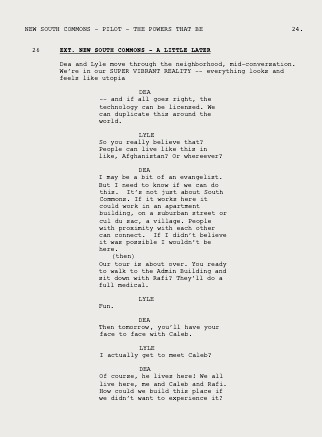 NEW SOUTH COMMONS - PILOT - THE POWERS THAT BE 24.
26 EXT. NEW SOUTH COMMONS - A LITTLE LATER
Dea and Lyle move through the neighborhood, mid-conversation.
We're in our SUPER VIBRANT REALITY -- everything looks and
feels like utopia
DEA
-- and if all goes right, the
technology can be licensed. We
can duplicate this around the
world.
LYLE
So you really believe that?
People can live like this in
like, Afghanistan? Or whereever?
DEA
I may be a bit of an evangelist.
But I need to know if we can do
this. It's not just about South
Commons. If it works here it
could work in an apartment
building, on a suburban street or
cul du sac, a village. People
with proximity with each other
can connect. If I didn't believe
it was possible I wouldn't be
here.
(then)
Our tour is about over. You ready
to walk to the Admin Building and
sit down with Rafi? They'll do a
full medical.
LYLE
Fun.
DEA
Then tomorrow, you'll have your
face to face with Caleb.
LYLE
I actually get to meet Caleb?
DEA
Of course, he lives here! We all
live here, me and Caleb and Rafi.
How could we build this place if
we didn't want to experience it?